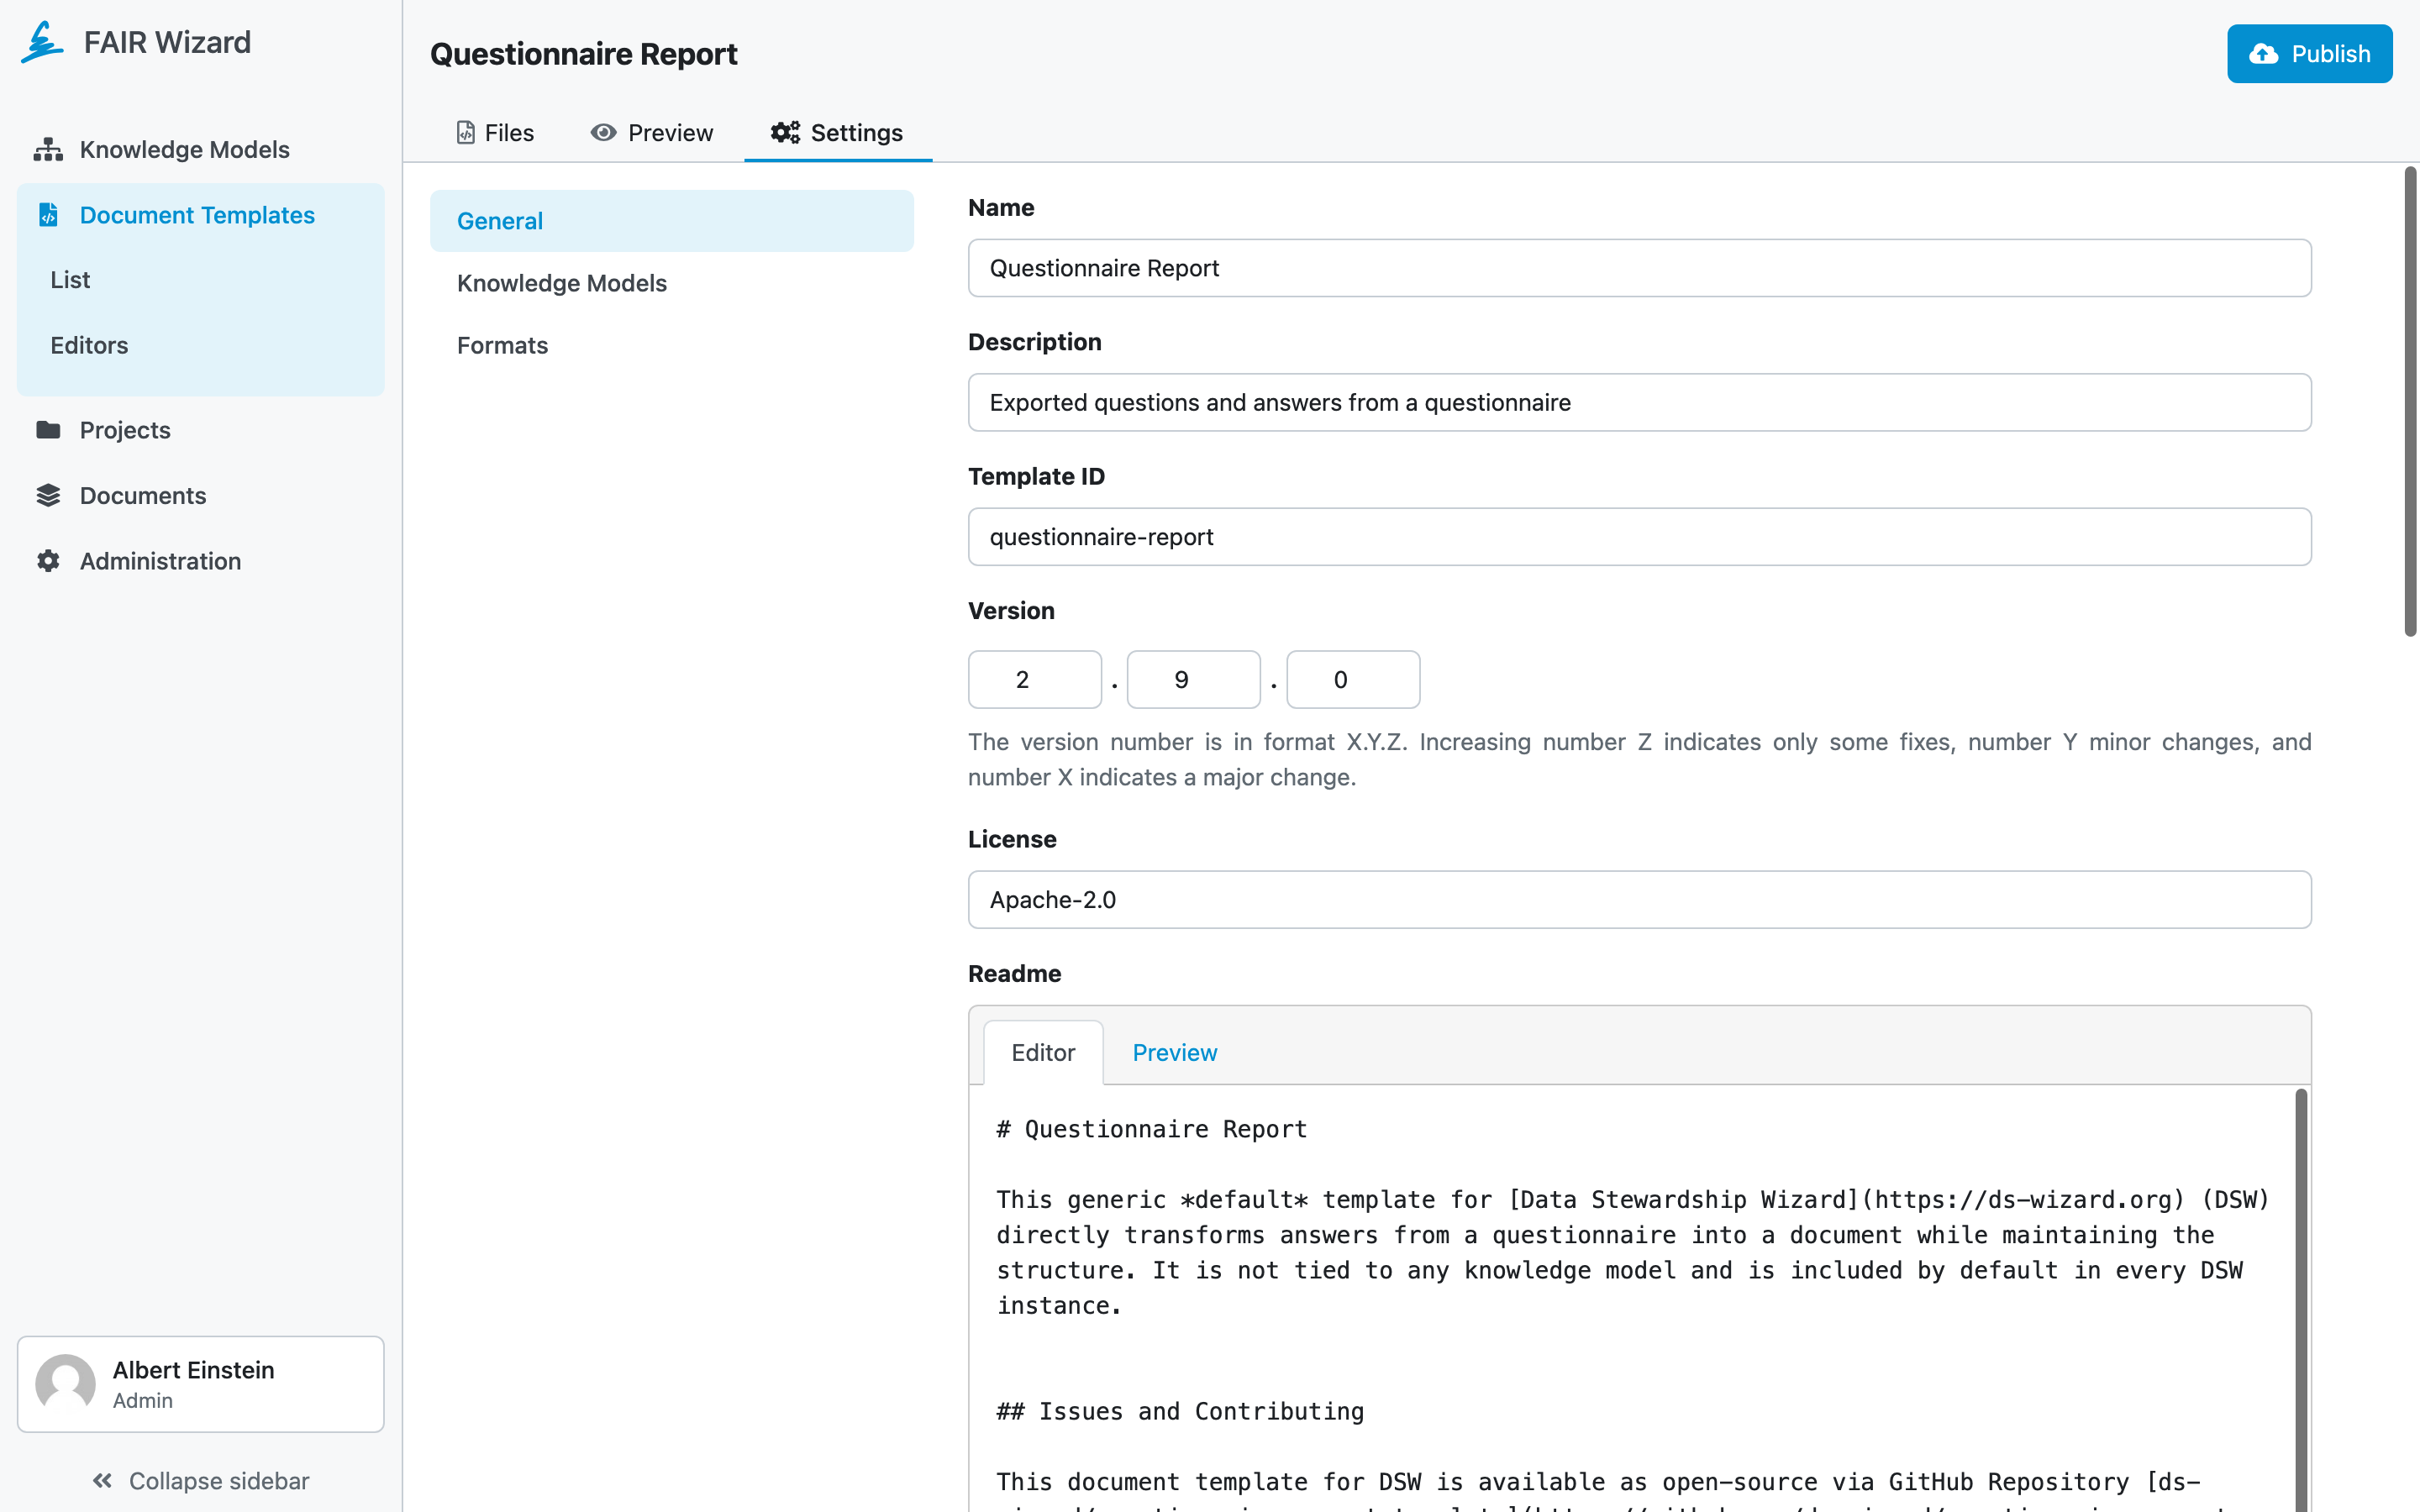 FAIR Wizard
Knowledge Models
Document Templates
List
Editors
Projects
Documents
Administration
Albert Einstein
Admin
Collapse sidebar
Questionnaire Report
Publish
Files
Preview
Settings
General
Knowledge Models
Formats
Name
Questionnaire Report
Description
Exported questions and answers from a questionnaire
Template ID
questionnaire-report
Version
2 . 9 . 0
The version number is in format X.Y.Z. Increasing number Z indicates only some fixes, number Y minor changes, and
number X indicates a major change.
License
Apache-2.0
Readme
Editor
Preview
# Questionnaire Report
This generic *default* template for [Data Stewardship Wizard](https://ds-wizard.org) (DSW)
directly transforms answers from a questionnaire into a document while maintaining the
structure. It is not tied to any knowledge model and is included by default in every DSW
instance.
## Issues and Contributing
This document template for DSW is available as open-source via GitHub Repository [ds-